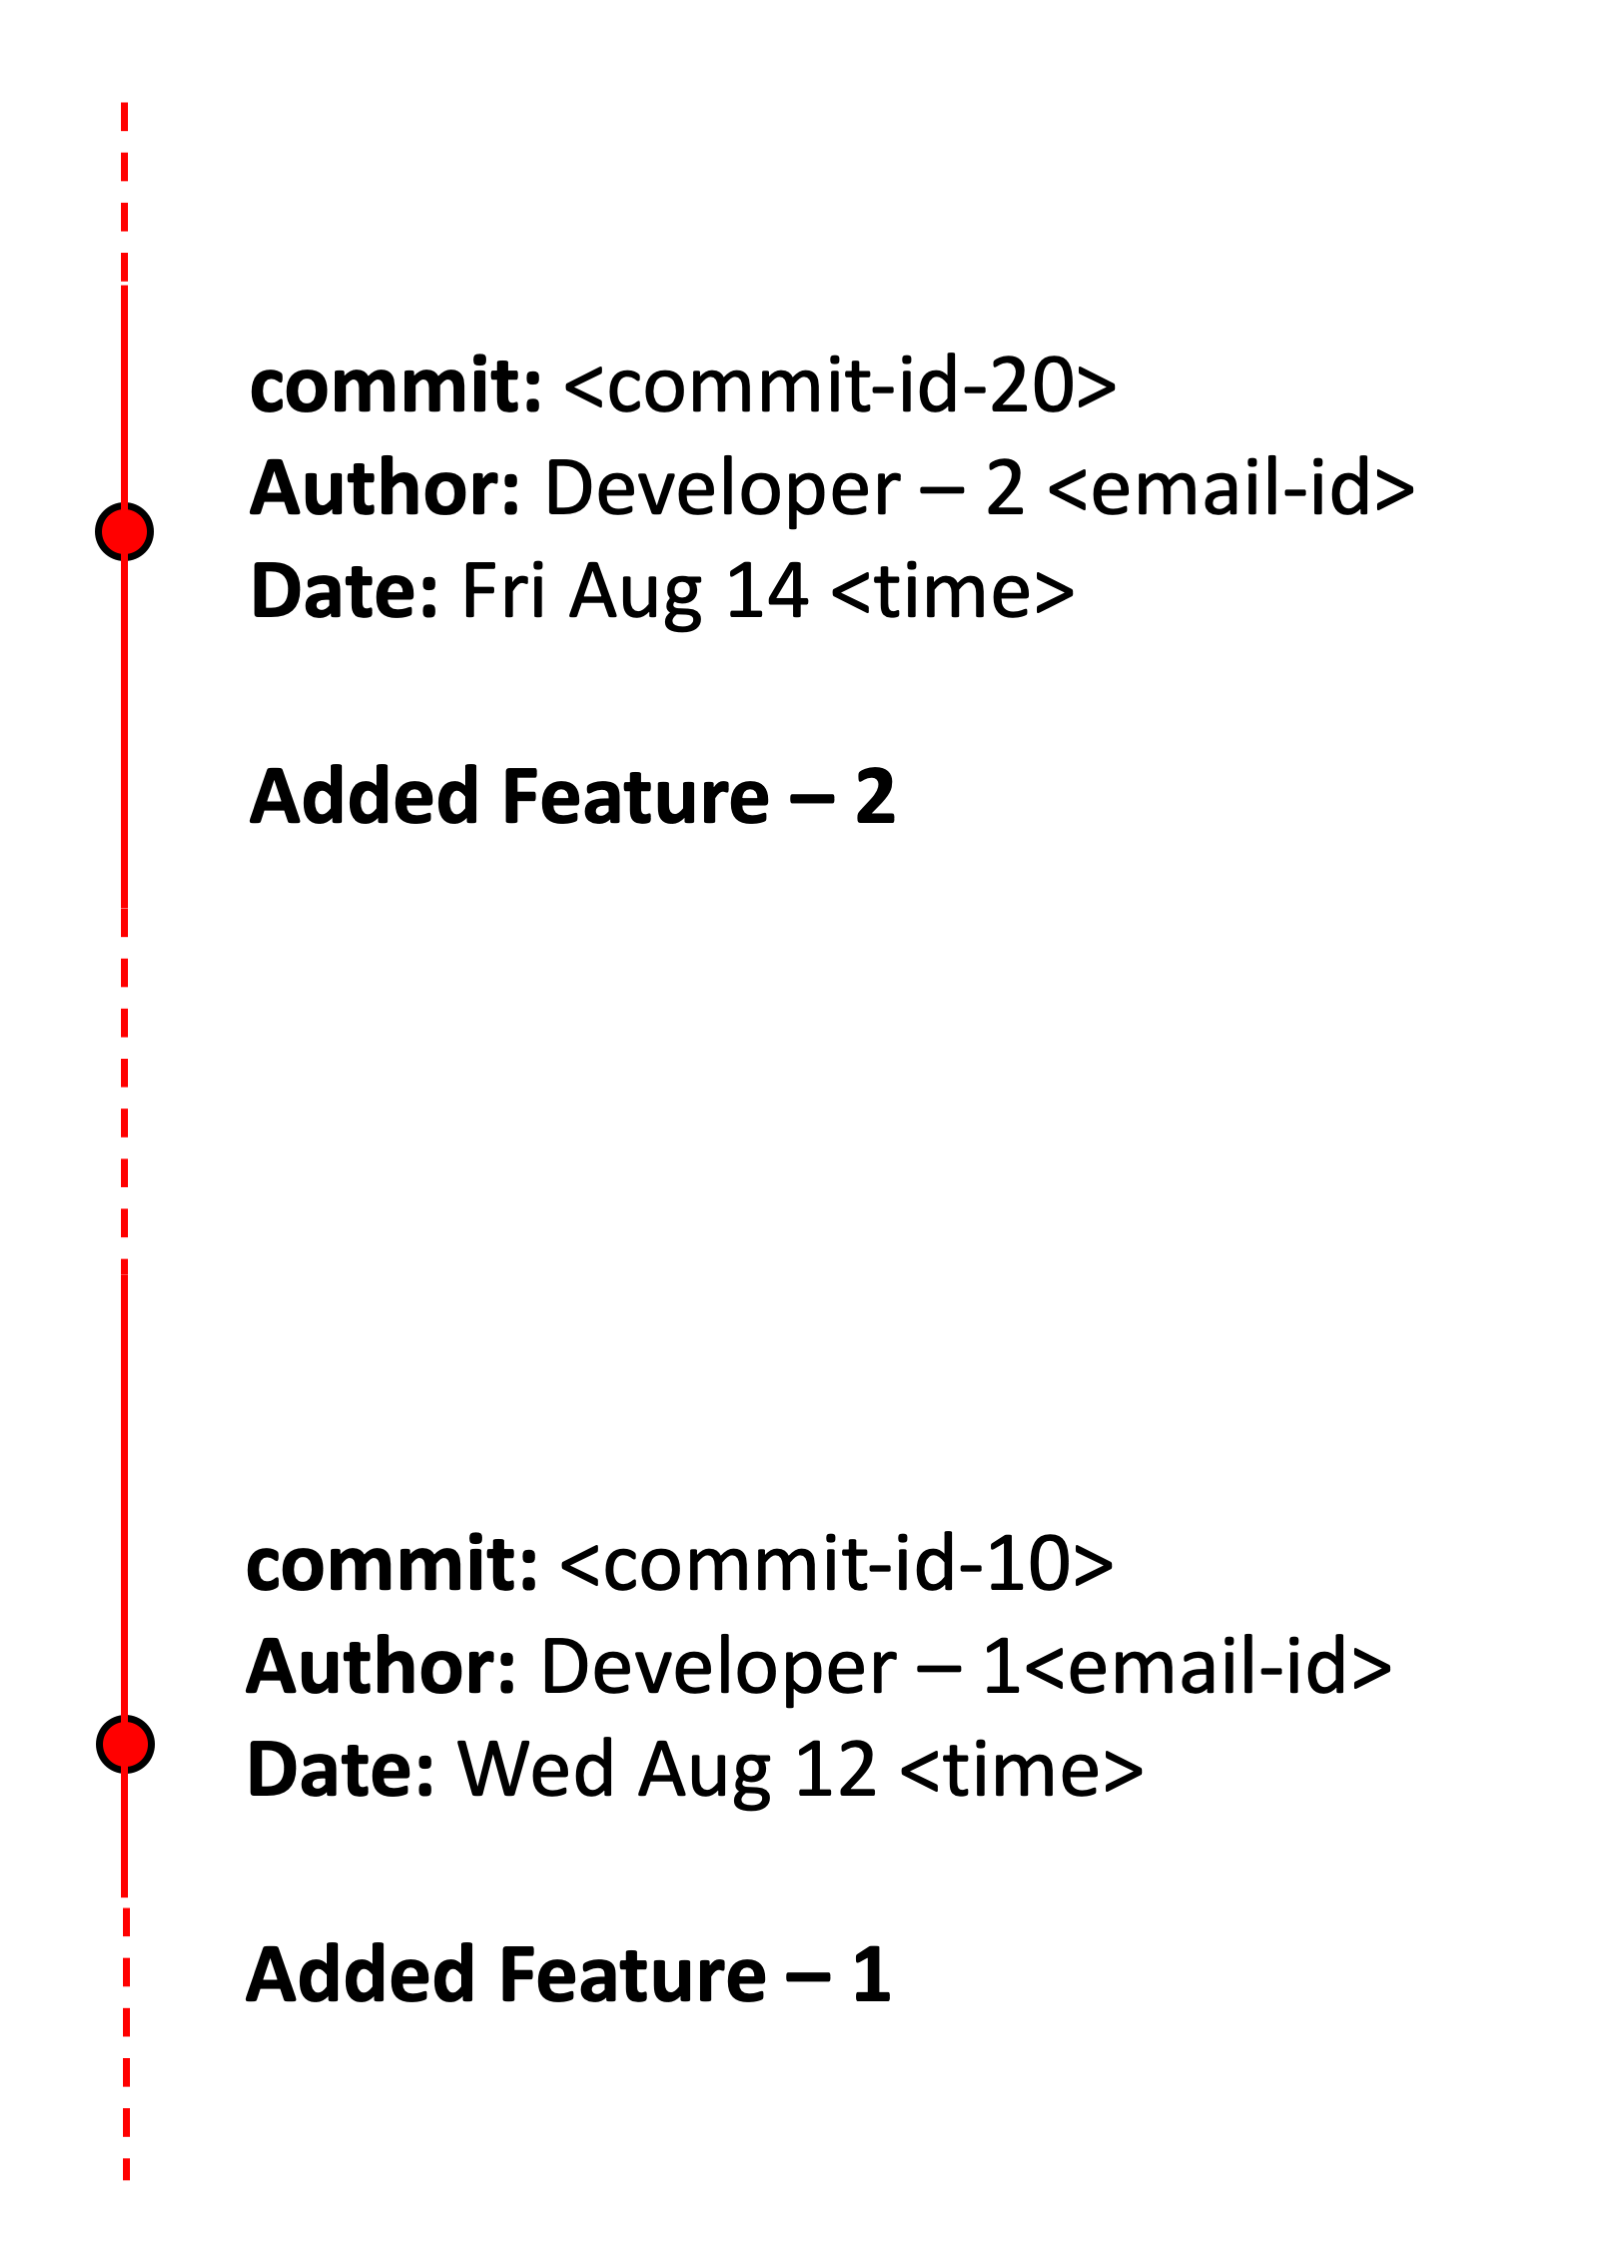 commit: <commit-id-20>
Author: Developer – 2 <email-id>
Date: Fri Aug 14 <time>
Added Feature – 2
commit: <commit-id-10>
Author: Developer – 1<email-id>
Date: Wed Aug 12 <time>
Added Feature – 1